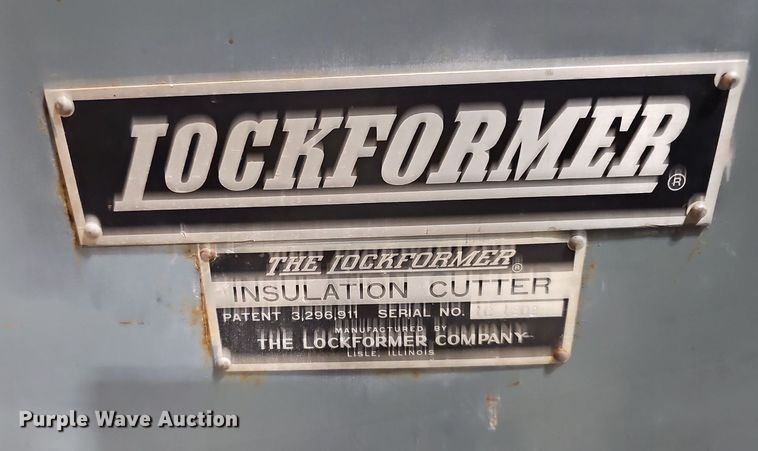 LOCKFORMER ®
THE LOCKFORMER ®
INSULATION CUTTER
PATENT 3,296,911 SERIAL NO.
MANUFACTURED BY
THE LOCKFORMER COMPANY
LISLE, ILLINOIS
Purple Wave Auction